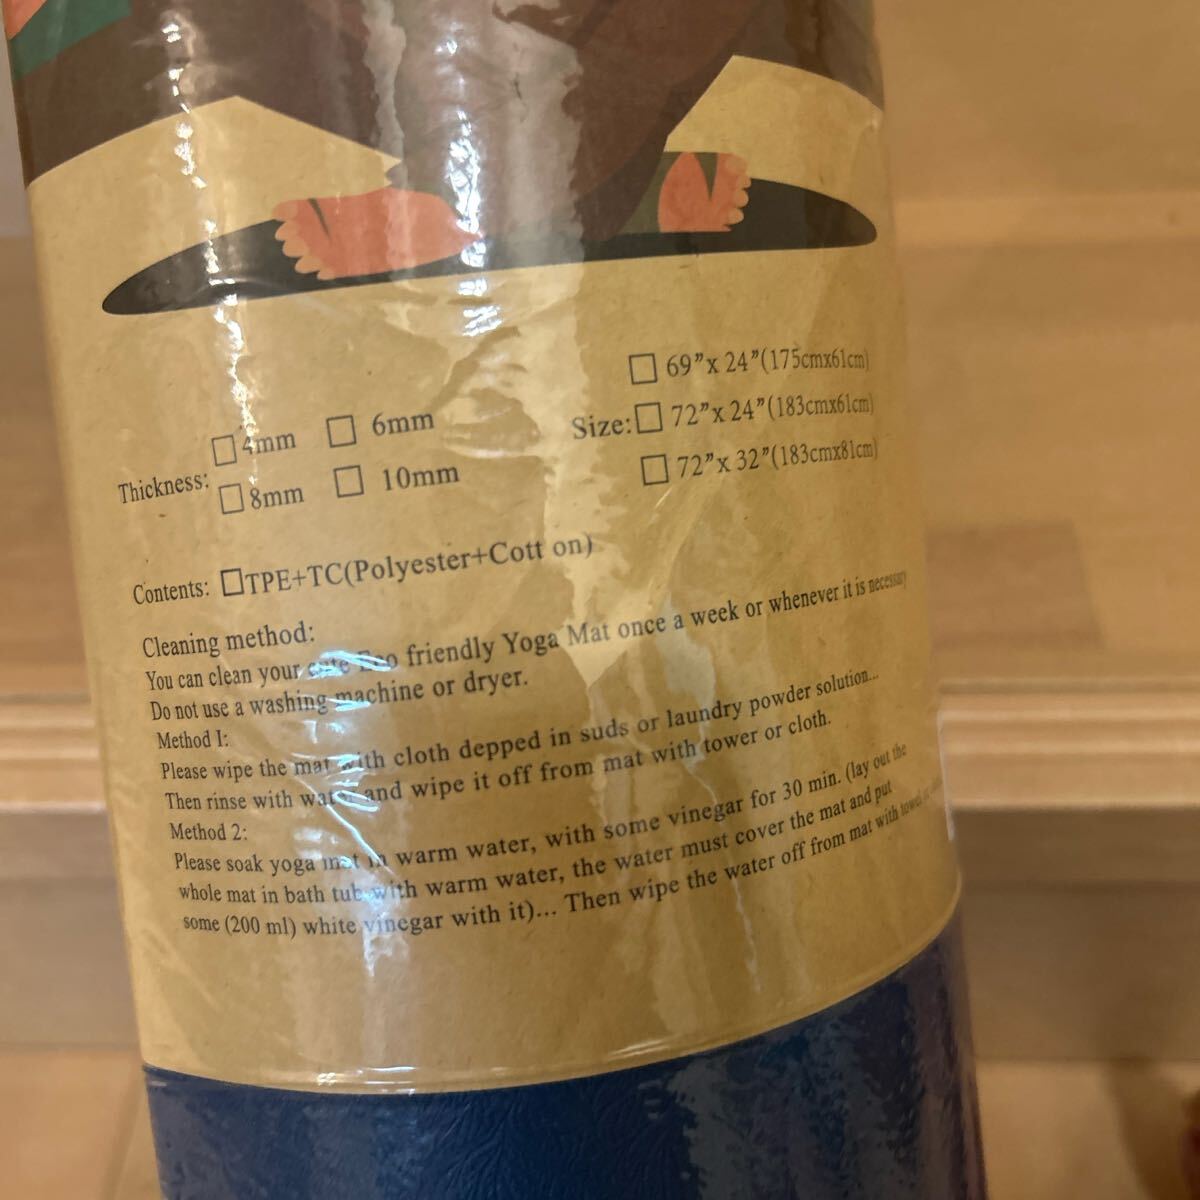 Thickness: □ 4mm □ 6mm
□ 8mm □ 10mm
Size: □ 69”x 24”(175cmx61cm)
□ 72”x 24”(183cmx61cm)
□ 72”x 32”(183cmx81cm)
Contents: □TPE+TC(Polyester+Cott on)
Cleaning method:
You can clean your cute Eco friendly Yoga Mat once a week or whenever it is necessary
Do not use a washing machine or dryer.
Method I:
Please wipe the mat with cloth depped in suds or laundry powder solution...
Then rinse with water and wipe it off from mat with tower or cloth.
Method 2:
Please soak yoga mat in warm water, with some vinegar for 30 min. (lay out the
whole mat in bath tub with warm water, the water must cover the mat and put
some (200 ml) white vinegar with it)... Then wipe the water off from mat with towel